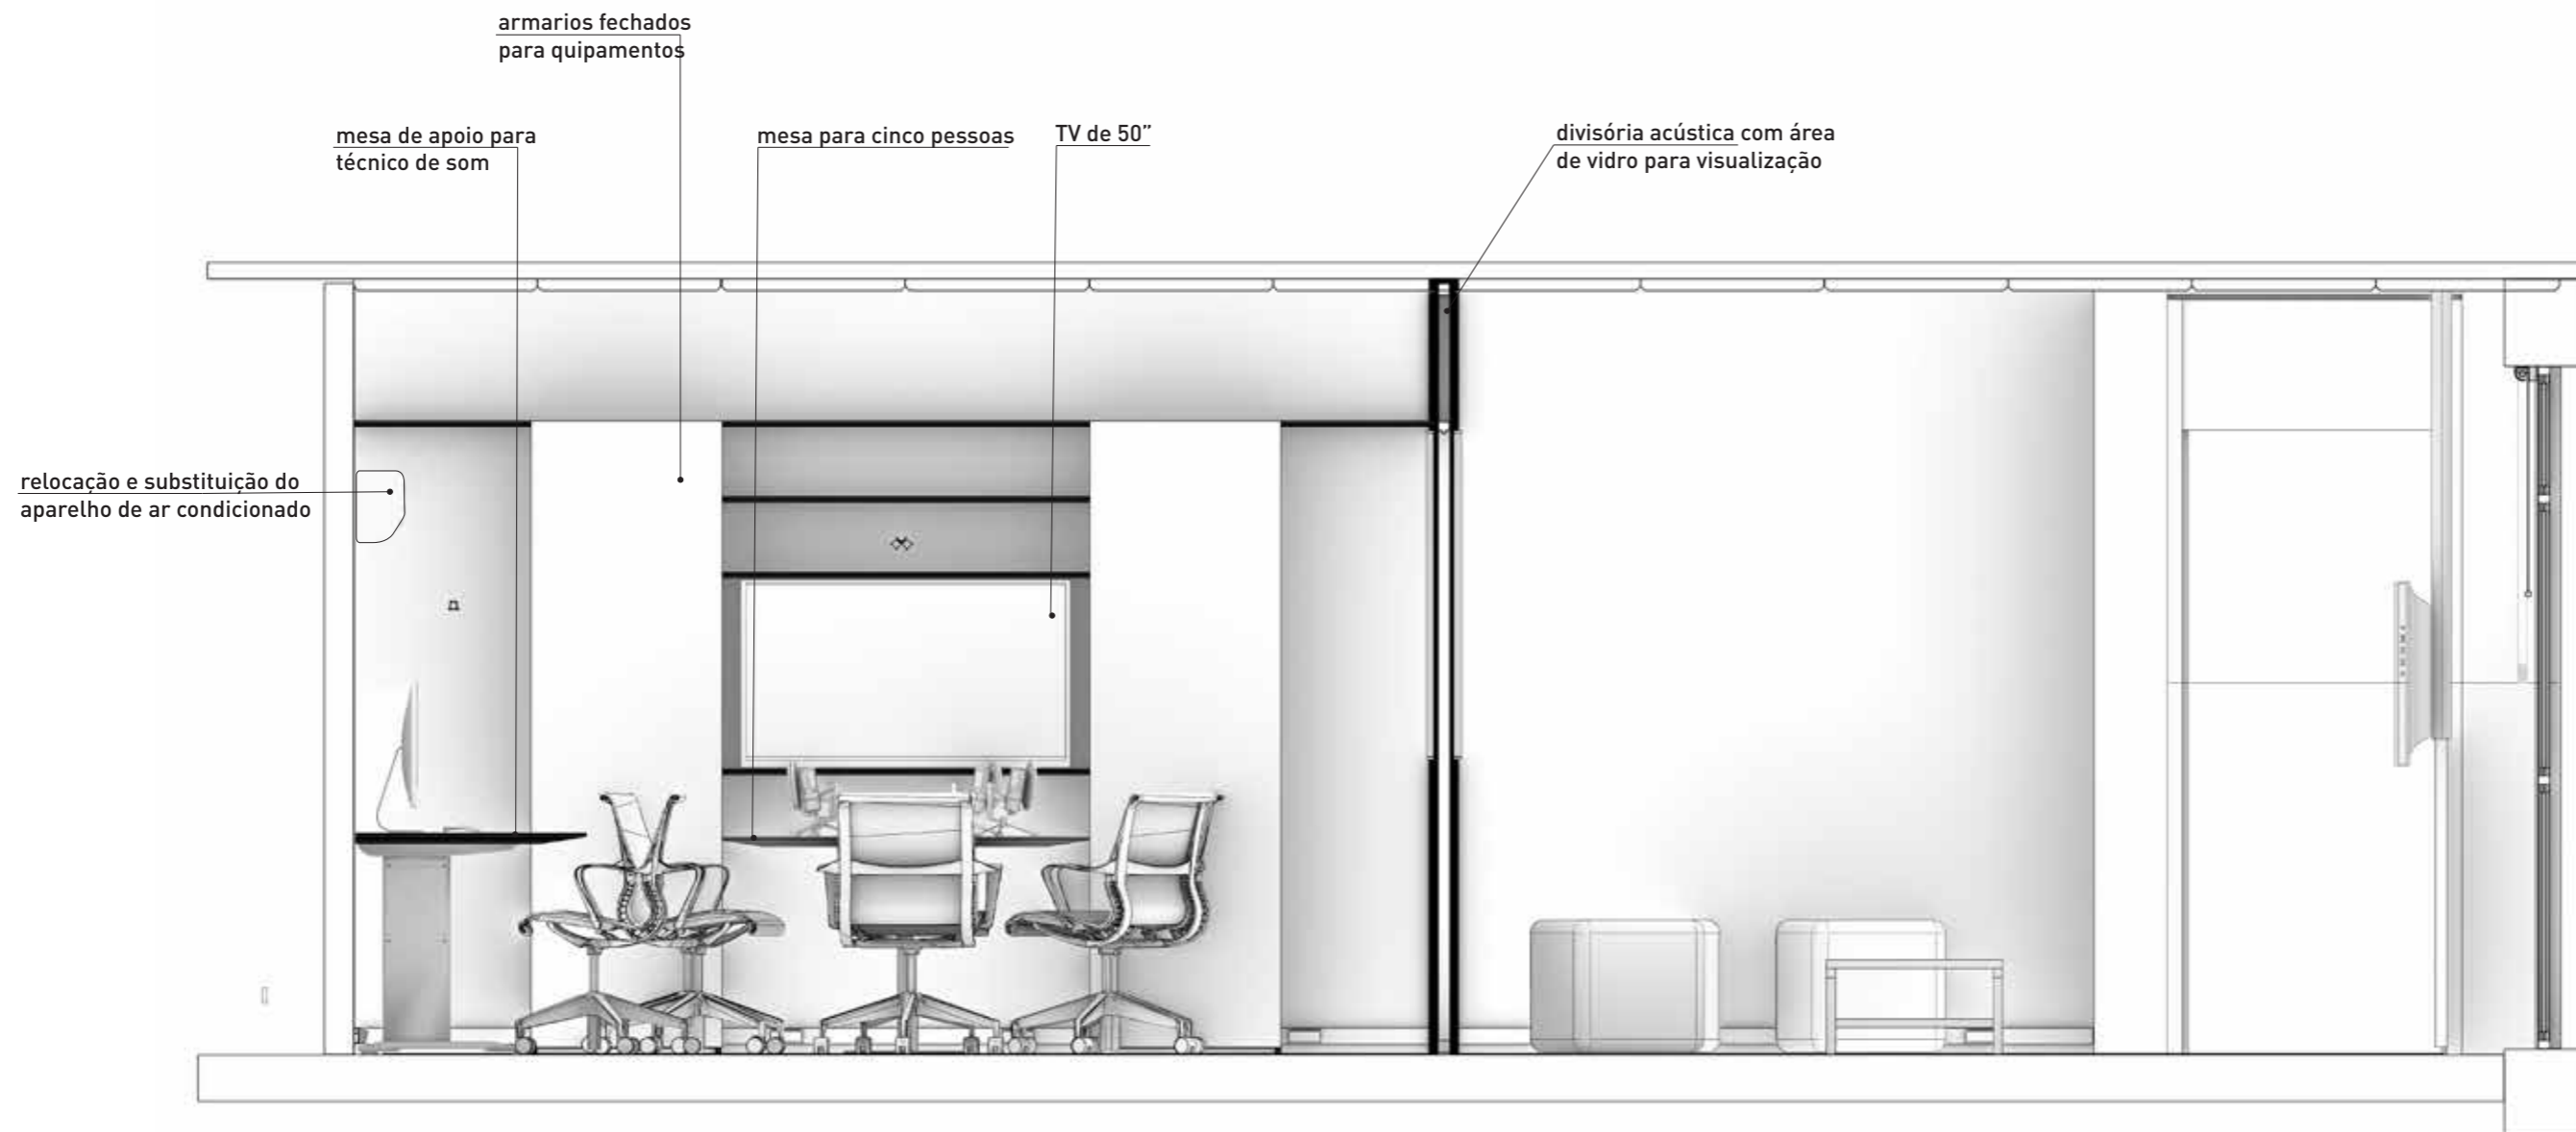 armarios fechados
para quipamentos
mesa de apoio para
técnico de som
mesa para cinco pessoas
TV de 50”
divisória acústica com área
de vidro para visualização
relocação e substituição do
aparelho de ar condicionado